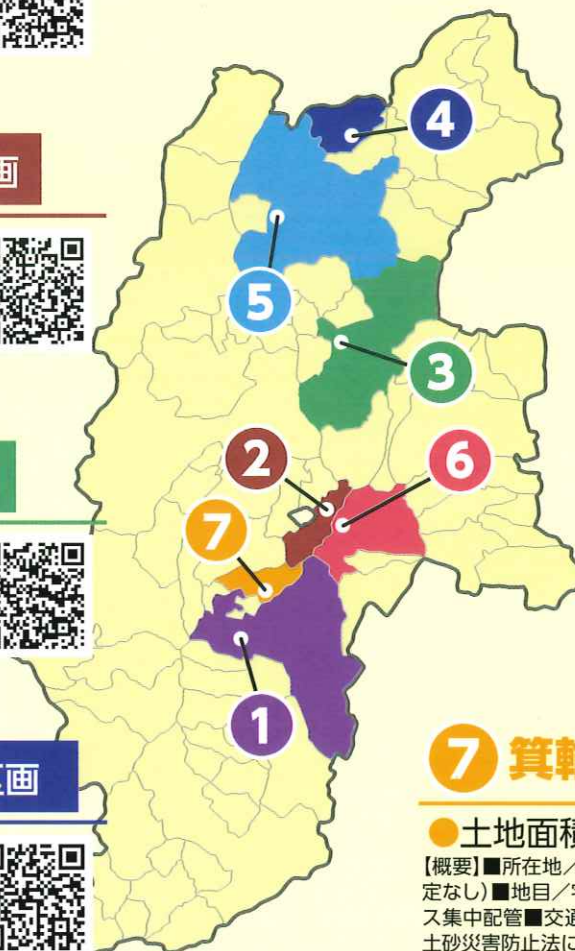 画
4
5
3
2
6
7
1
画
7 箕輪
●土地面積
【概要】■所在地/
定なし)■地目/宅
ス集中配管■交通
土砂災害防止法に